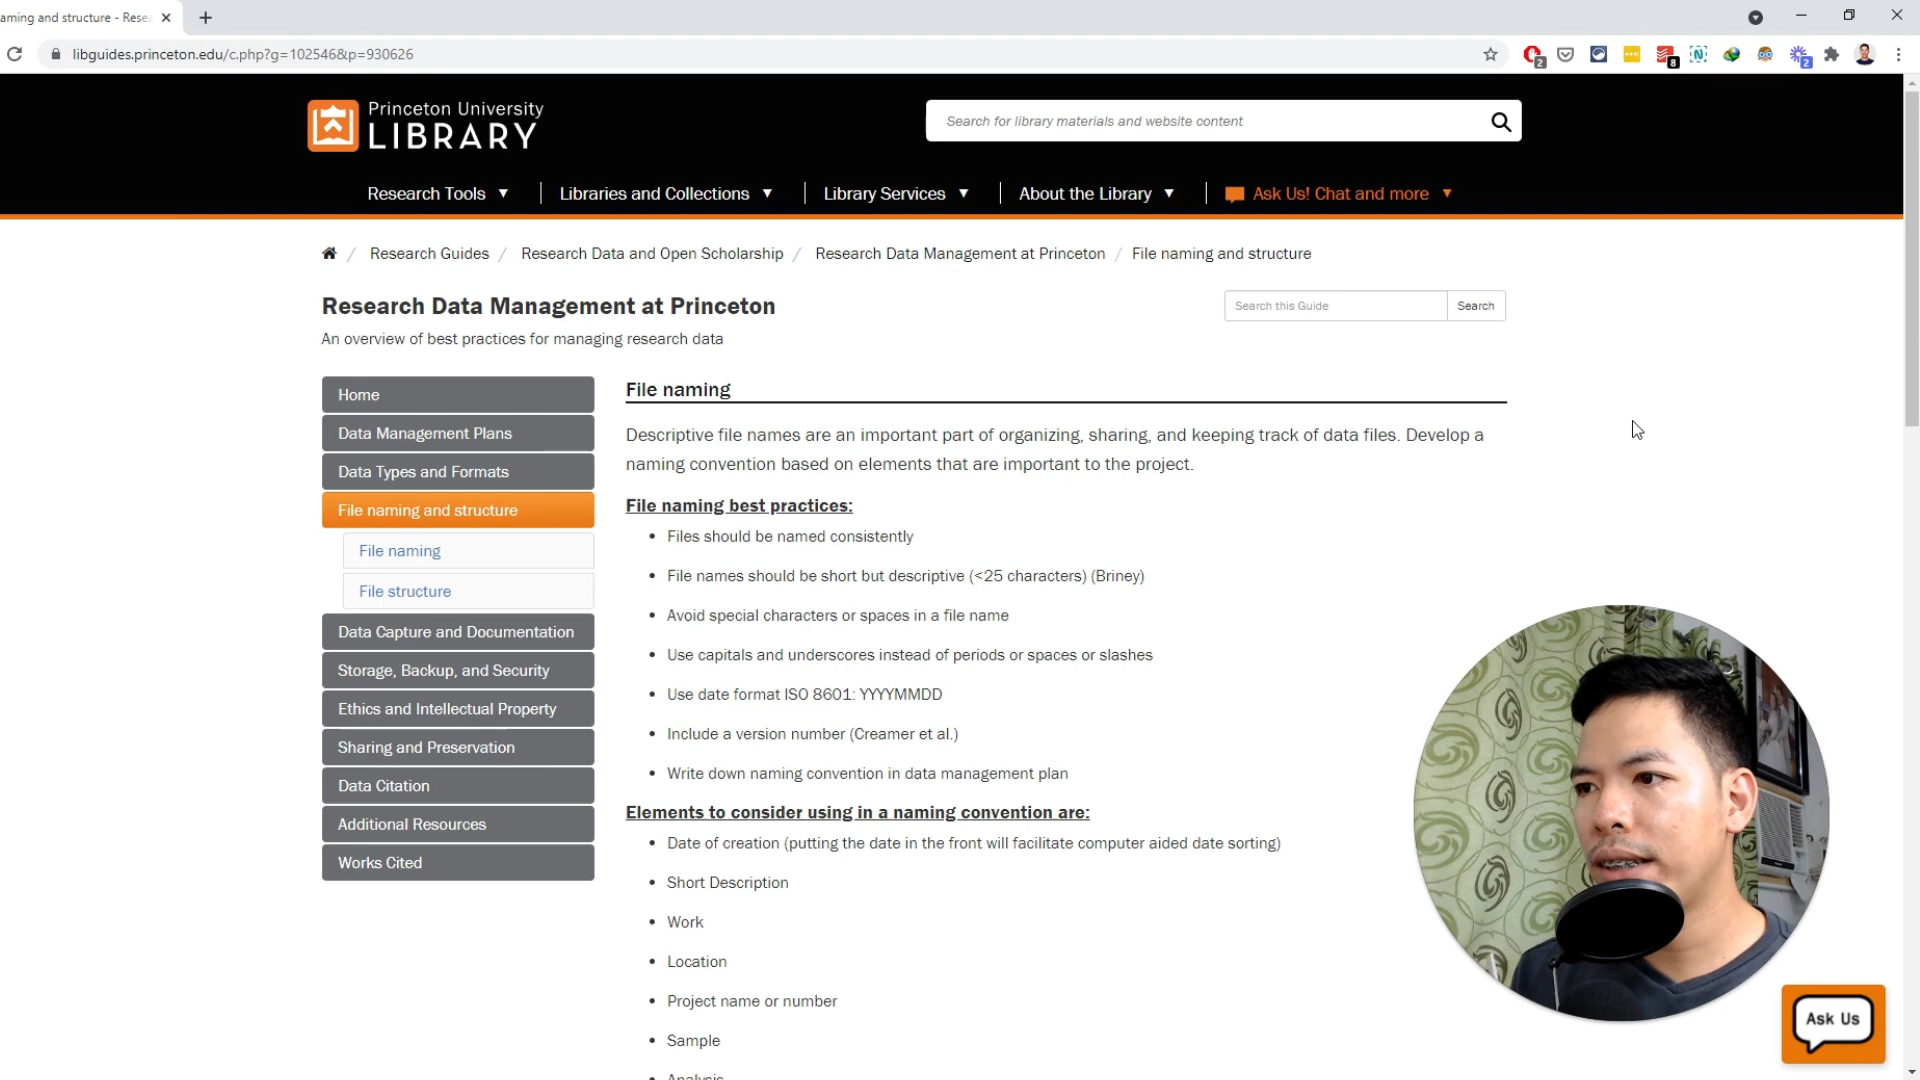 aming and structure - Rese
libguides.princeton.edu/c.php?g=102546&p=930626
2
8
2
Princeton University
LIBRARY
Search for library materials and website content
Research Tools
Libraries and Collections
Library Services
About the Library
Ask Us! Chat and more
/ Research Guides / Research Data and Open Scholarship / Research Data Management at Princeton / File naming and structure
Research Data Management at Princeton
An overview of best practices for managing research data
Search this Guide
Search
Home
Data Management Plans
Data Types and Formats
File naming and structure
File naming
File structure
Data Capture and Documentation
Storage, Backup, and Security
Ethics and Intellectual Property
Sharing and Preservation
Data Citation
Additional Resources
Works Cited
File naming
Descriptive file names are an important part of organizing, sharing, and keeping track of data files. Develop a
naming convention based on elements that are important to the project.
File naming best practices:
• Files should be named consistently
• File names should be short but descriptive (<25 characters) (Briney)
• Avoid special characters or spaces in a file name
• Use capitals and underscores instead of periods or spaces or slashes
• Use date format ISO 8601: YYYYMMDD
• Include a version number (Creamer et al.)
• Write down naming convention in data management plan
Elements to consider using in a naming convention are:
• Date of creation (putting the date in the front will facilitate computer aided date sorting)
• Short Description
• Work
• Location
• Project name or number
• Sample
• Analysis
Ask Us